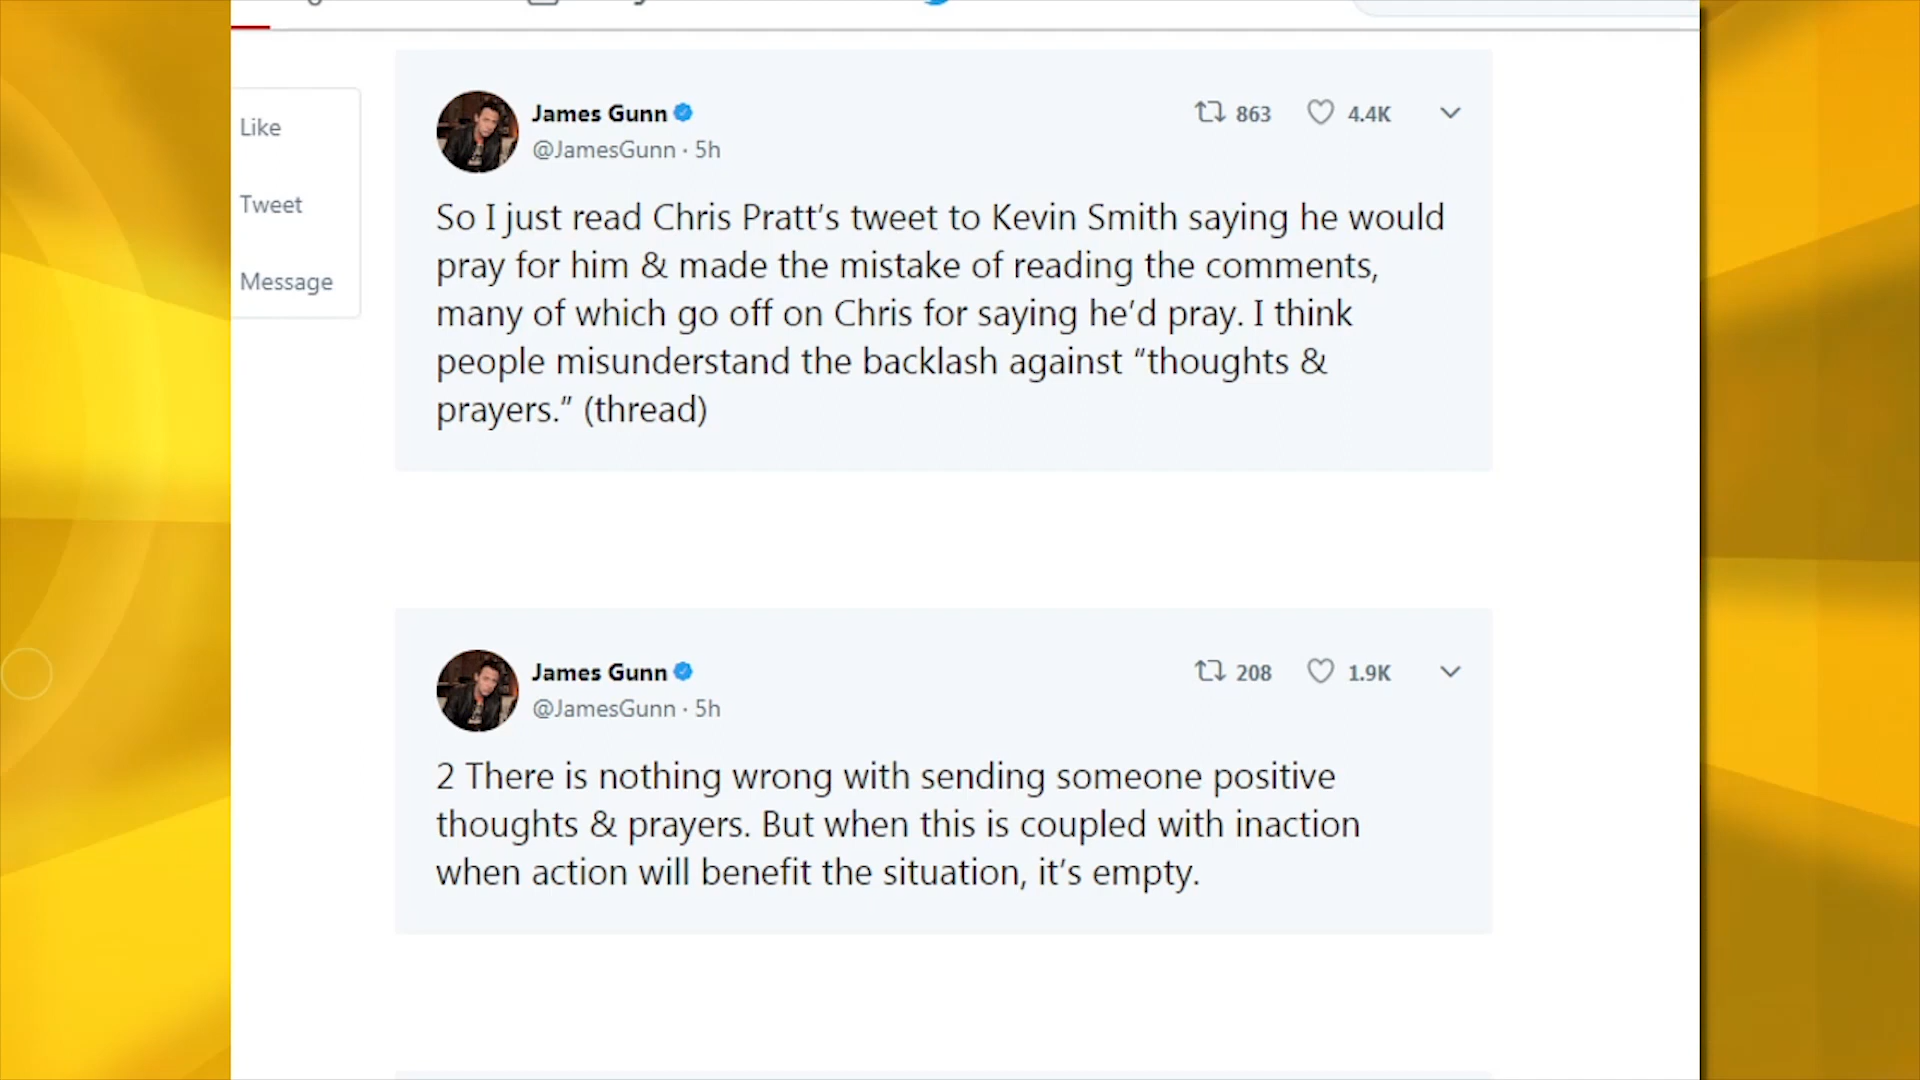 James Gunn
863
4.4K
@JamesGunn · 5h
Like
Tweet
Message
So I just read Chris Pratt’s tweet to Kevin Smith saying he would
pray for him & made the mistake of reading the comments,
many of which go off on Chris for saying he’d pray. I think
people misunderstand the backlash against “thoughts &
prayers.” (thread)
James Gunn
208
1.9K
@JamesGunn · 5h
2 There is nothing wrong with sending someone positive
thoughts & prayers. But when this is coupled with inaction
when action will benefit the situation, it’s empty.